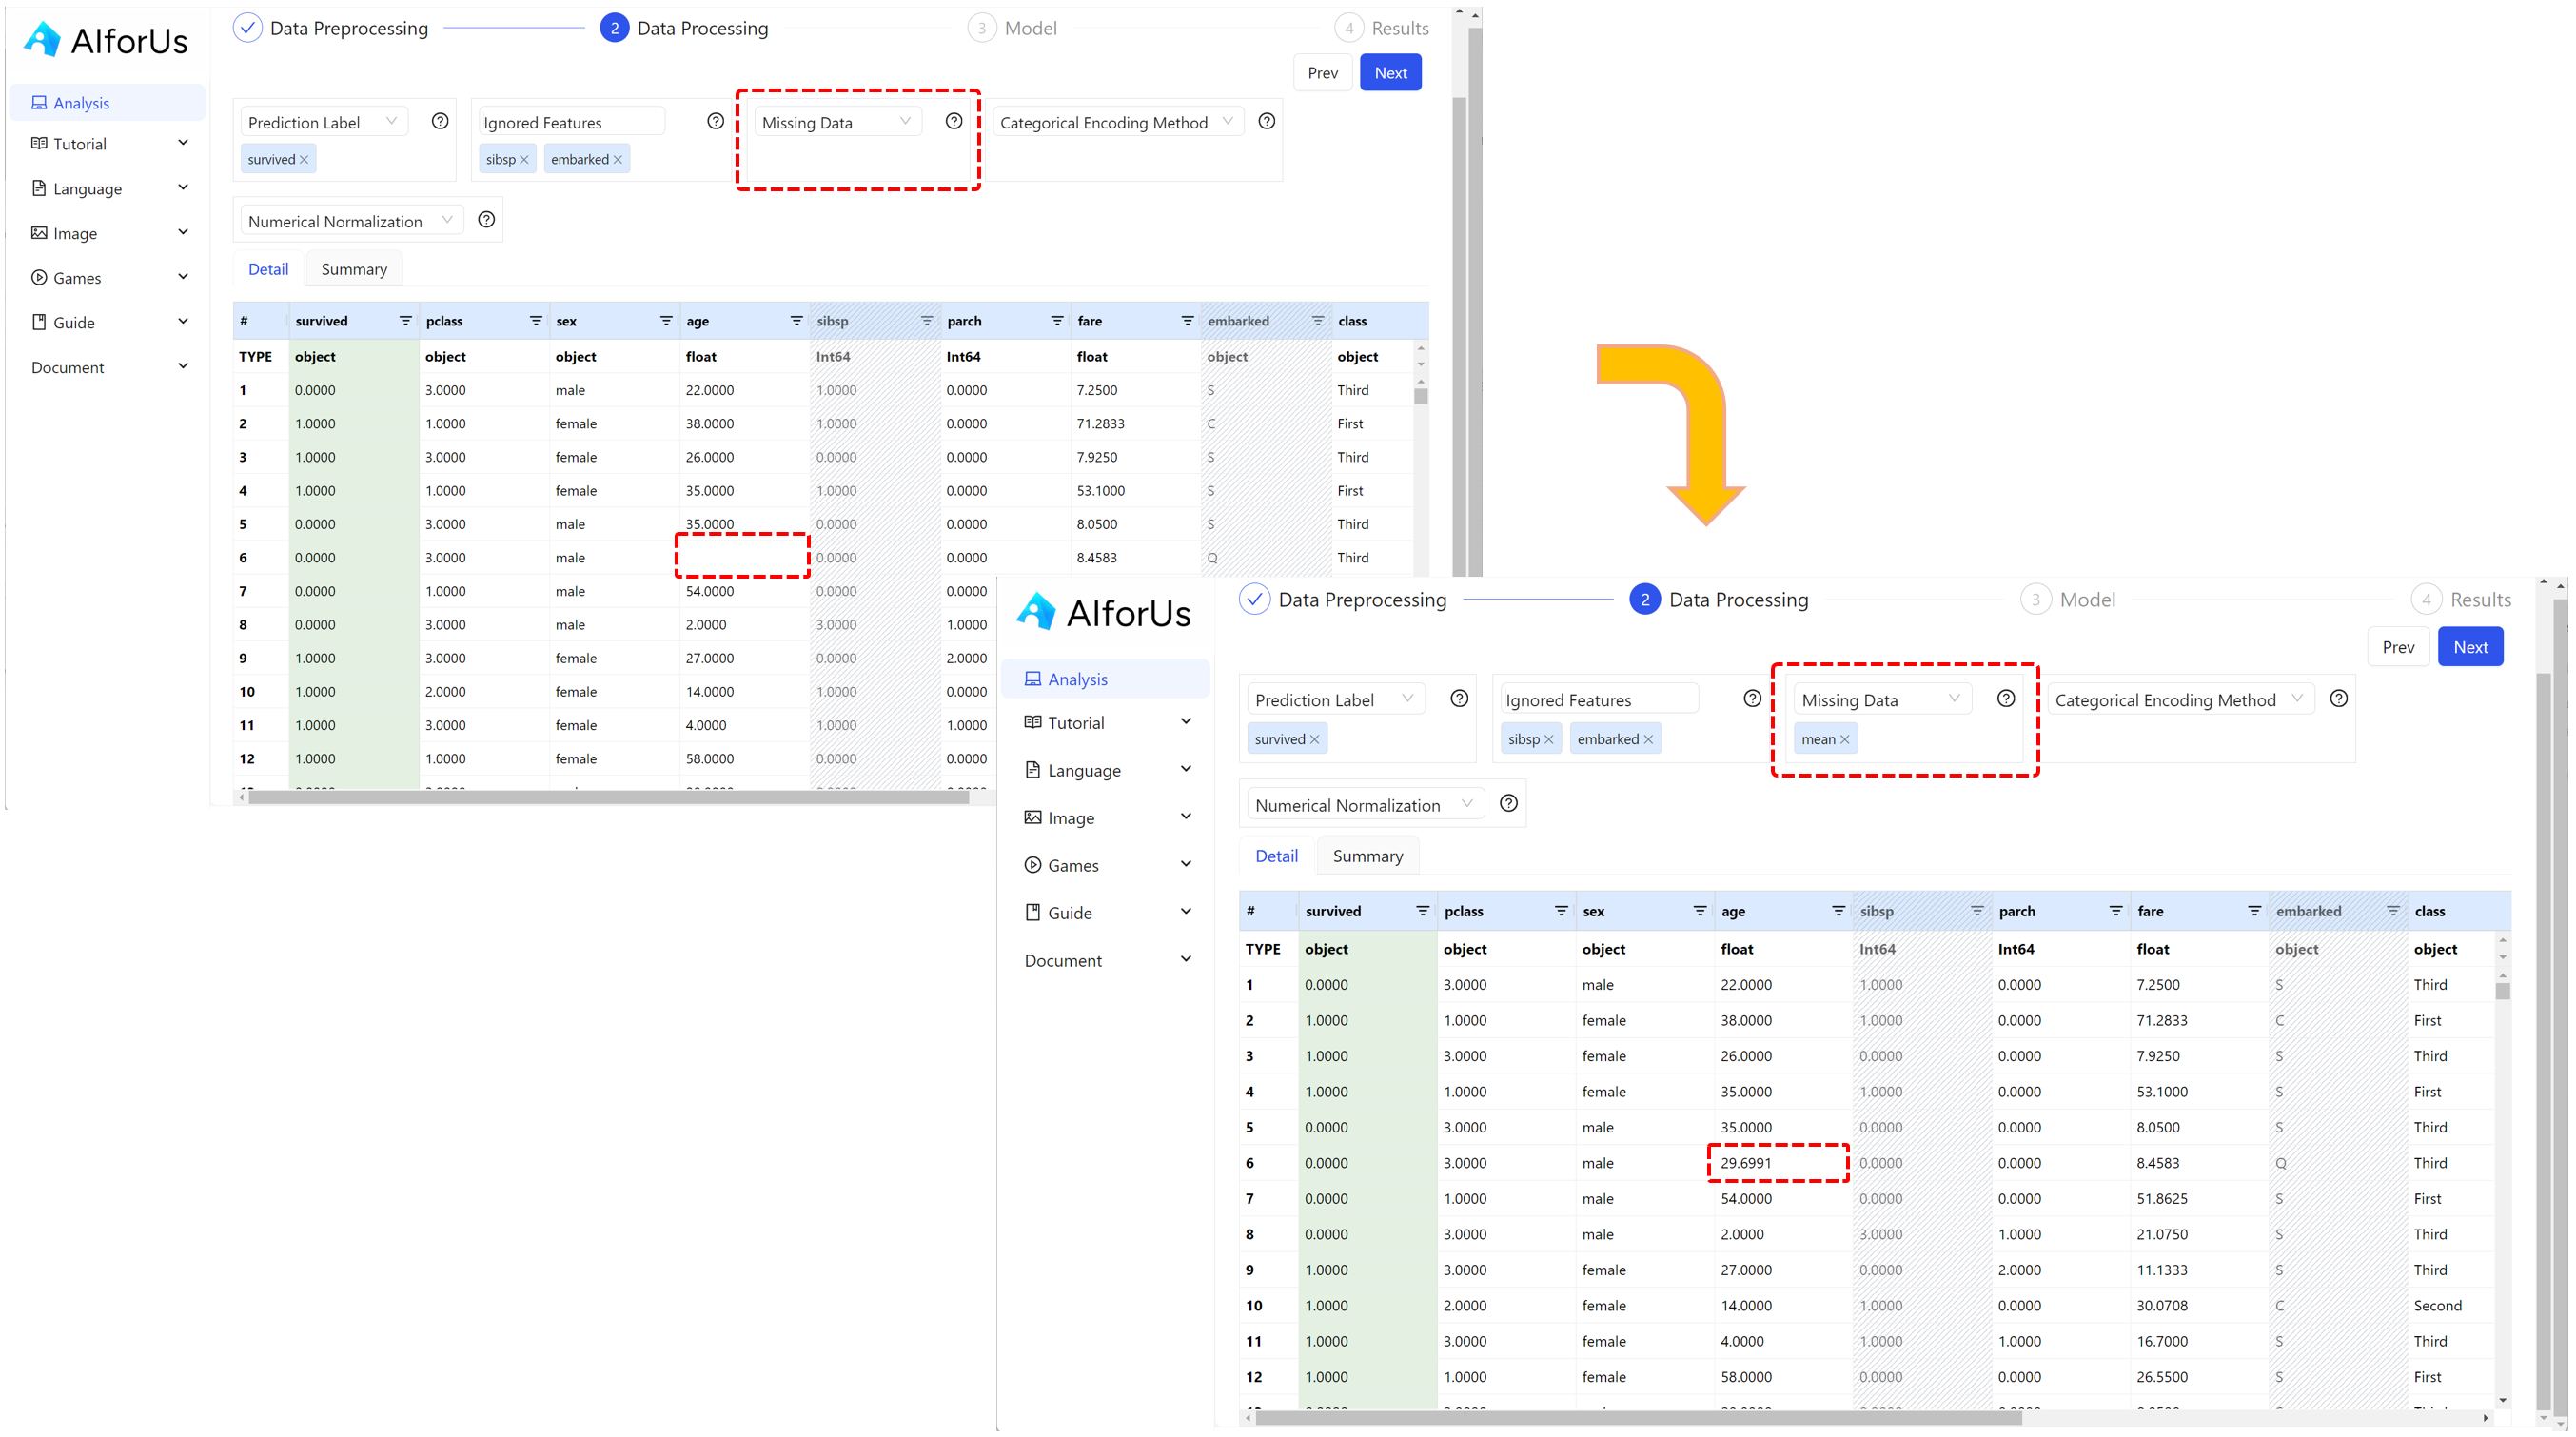 AIforUs
Data Preprocessing 2 Data Processing 3 Model 4 Results
Prev Next
Analysis
Tutorial
Language
Image
Games
Guide
Document
Prediction Label Ignored Features Missing Data Categorical Encoding Method
survived sibsp embarked
Numerical Normalization
Detail Summary
# survived pclass sex age sibsp parch fare embarked class
TYPE object object object float Int64 Int64 float object object
1 0.0000 3.0000 male 22.0000 1.0000 0.0000 7.2500 S Third
2 1.0000 1.0000 female 38.0000 1.0000 0.0000 71.2833 C First
3 1.0000 3.0000 female 26.0000 0.0000 0.0000 7.9250 S Third
4 1.0000 1.0000 female 35.0000 1.0000 0.0000 53.1000 S First
5 0.0000 3.0000 male 35.0000 0.0000 0.0000 8.0500 S Third
6 0.0000 3.0000 male 0.0000 0.0000 8.4583 Q Third
7 0.0000 1.0000 male 54.0000 0.0000 0.0000
8 0.0000 3.0000 male 2.0000 3.0000 1.0000
9 1.0000 3.0000 female 27.0000 0.0000 2.0000
10 1.0000 2.0000 female 14.0000 1.0000 0.0000
11 1.0000 3.0000 female 4.0000 1.0000 1.0000
12 1.0000 1.0000 female 58.0000 0.0000 0.0000
AIforUs
Data Preprocessing 2 Data Processing 3 Model 4 Results
Prev Next
Analysis
Tutorial
Language
Image
Games
Guide
Document
Prediction Label Ignored Features Missing Data Categorical Encoding Method
survived sibsp embarked mean
Numerical Normalization
Detail Summary
# survived pclass sex age sibsp parch fare embarked class
TYPE object object object float Int64 Int64 float object object
1 0.0000 3.0000 male 22.0000 1.0000 0.0000 7.2500 S Third
2 1.0000 1.0000 female 38.0000 1.0000 0.0000 71.2833 C First
3 1.0000 3.0000 female 26.0000 0.0000 0.0000 7.9250 S Third
4 1.0000 1.0000 female 35.0000 1.0000 0.0000 53.1000 S First
5 0.0000 3.0000 male 35.0000 0.0000 0.0000 8.0500 S Third
6 0.0000 3.0000 male 29.6991 0.0000 0.0000 8.4583 Q Third
7 0.0000 1.0000 male 54.0000 0.0000 0.0000 51.8625 S First
8 0.0000 3.0000 male 2.0000 3.0000 1.0000 21.0750 S Third
9 1.0000 3.0000 female 27.0000 0.0000 2.0000 11.1333 S Third
10 1.0000 2.0000 female 14.0000 1.0000 0.0000 30.0708 C Second
11 1.0000 3.0000 female 4.0000 1.0000 1.0000 16.7000 S Third
12 1.0000 1.0000 female 58.0000 0.0000 0.0000 26.5500 S First